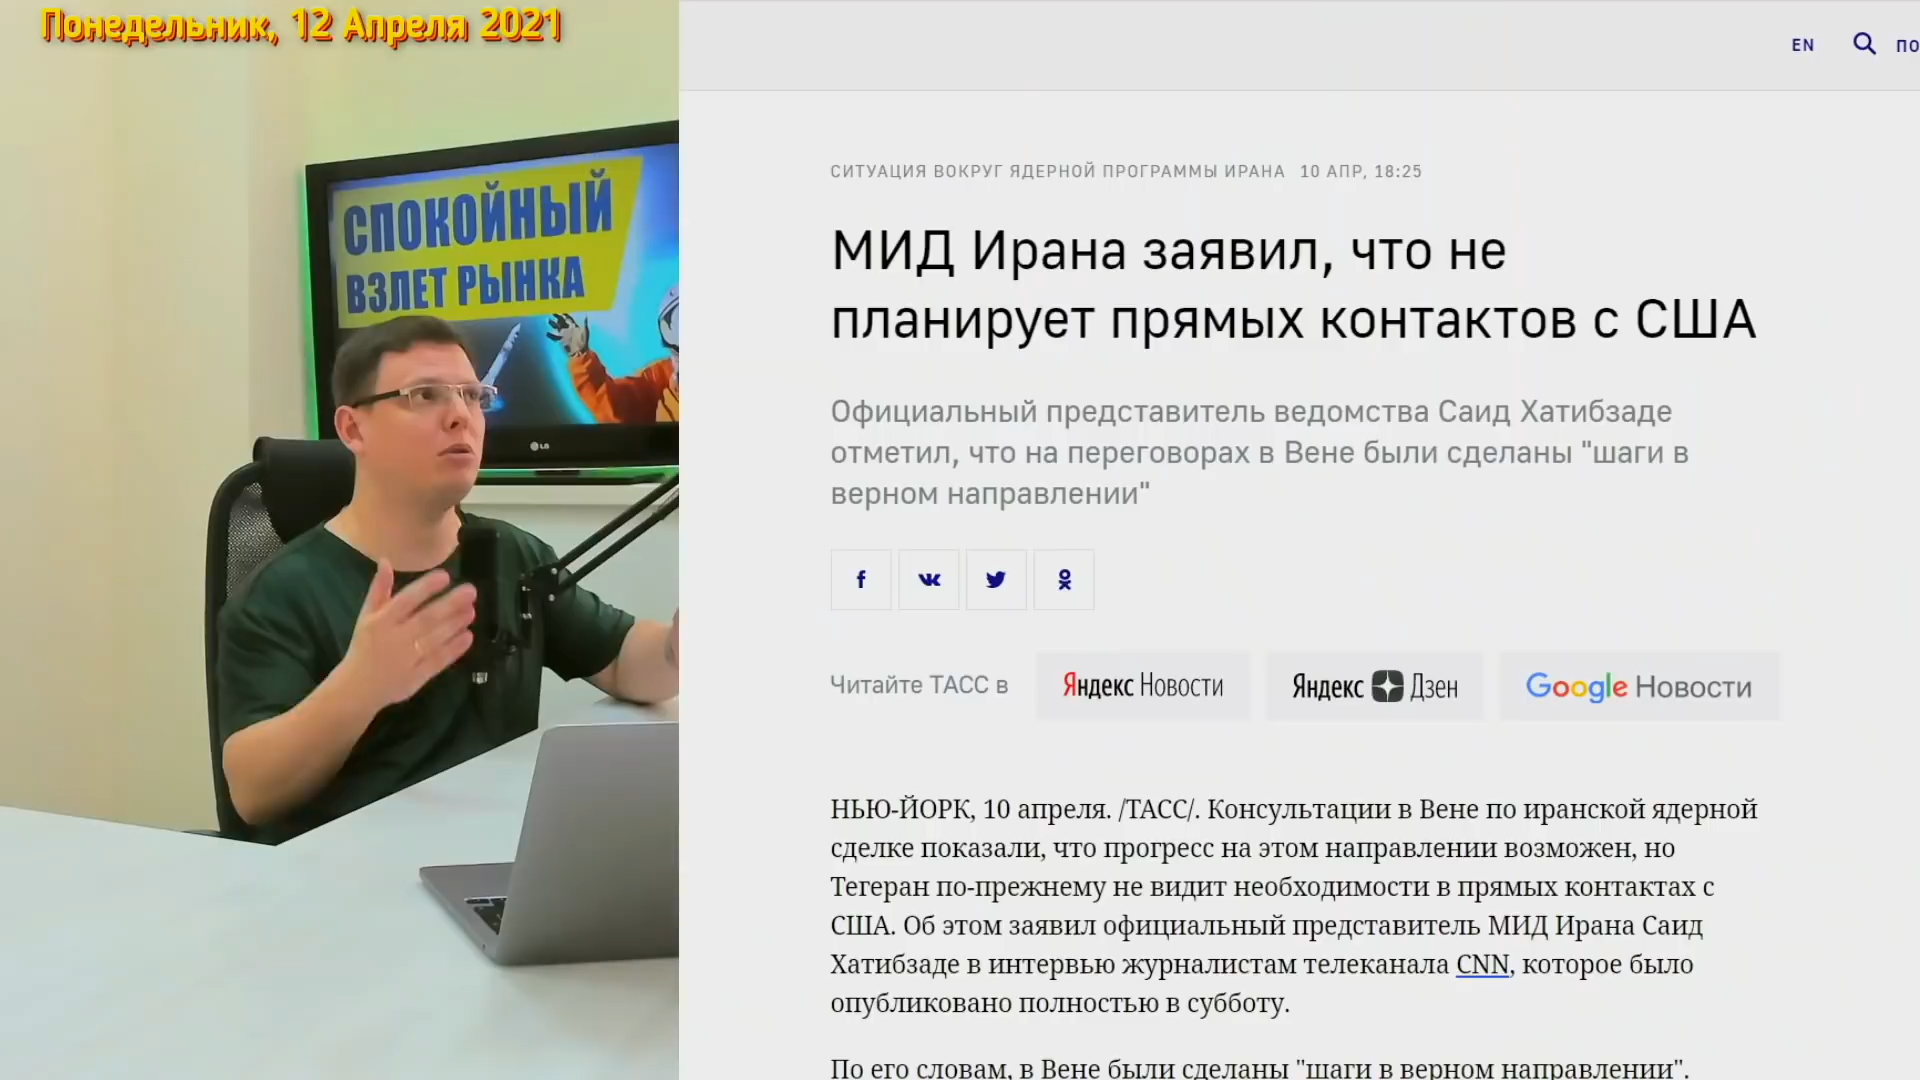 Понедельник, 12 Апреля 2021
EN
ПО
СПОКОЙНЫЙ
ВЗЛЕТ РЫНКА
LG
СИТУАЦИЯ ВОКРУГ ЯДЕРНОЙ ПРОГРАММЫ ИРАНА 10 АПР, 18:25
МИД Ирана заявил, что не
планирует прямых контактов с США
Официальный представитель ведомства Саид Хатибзаде
отметил, что на переговорах в Вене были сделаны "шаги в
верном направлении"
Читайте ТАСС в
Яндекс Новости
Яндекс Дзен
Google Новости
НЬЮ-ЙОРК, 10 апреля. /ТАСС/. Консультации в Вене по иранской ядерной
сделке показали, что прогресс на этом направлении возможен, но
Тегеран по-прежнему не видит необходимости в прямых контактах с
США. Об этом заявил официальный представитель МИД Ирана Саид
Хатибзаде в интервью журналистам телеканала CNN, которое было
опубликовано полностью в субботу.
По его словам, в Вене были сделаны "шаги в верном направлении".